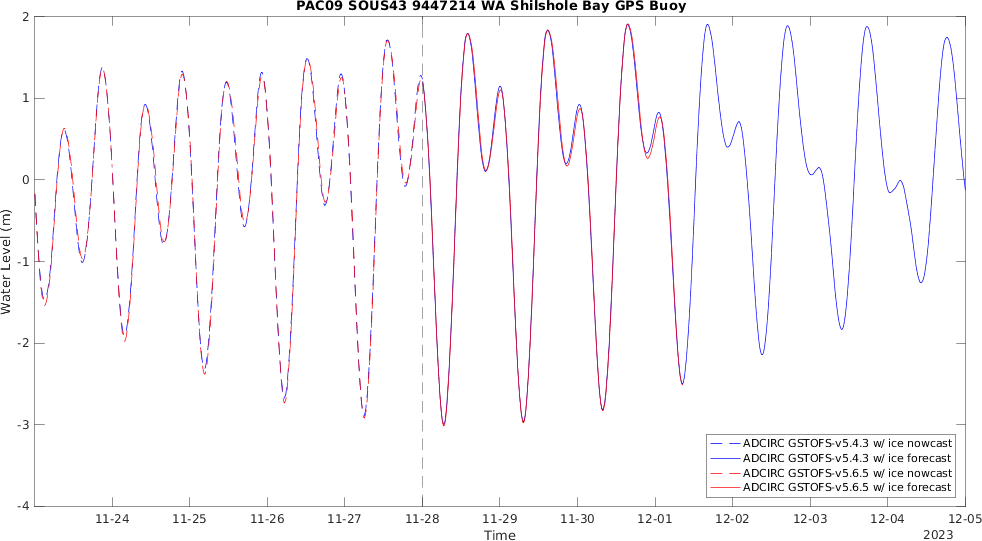 PAC09 SOUS43 9447214 WA Shilshole Bay GPS Buoy
2
1
0
-1
-2
-3
-4
Water Level (m)
ADCIRC GSTOFS-v5.4.3 w/ ice nowcast
ADCIRC GSTOFS-v5.4.3 w/ ice forecast
ADCIRC GSTOFS-v5.6.5 w/ ice nowcast
ADCIRC GSTOFS-v5.6.5 w/ ice forecast
11-24 11-25 11-26 11-27 11-28 11-29 11-30 12-01 12-02 12-03 12-04 12-05
Time
2023